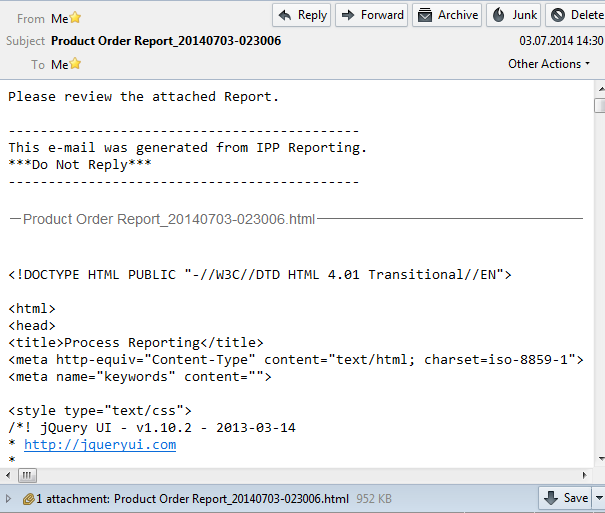 From Me Reply Forward Archive Junk Delete
Subject Product Order Report_20140703-023006 03.07.2014 14:30
To Me Other Actions
Please review the attached Report.
--------------------------------------------
This e-mail was generated from IPP Reporting.
***Do Not Reply***
--------------------------------------------
Product Order Report_20140703-023006.html
<!DOCTYPE HTML PUBLIC "-//W3C//DTD HTML 4.01 Transitional//EN">
<html>
<head>
<title>Process Reporting</title>
<meta http-equiv="Content-Type" content="text/html; charset=iso-8859-1">
<meta name="keywords" content="">
<style type="text/css">
/*! jQuery UI - v1.10.2 - 2013-03-14
* http://jqueryui.com
*
1 attachment: Product Order Report_20140703-023006.html 952 KB Save